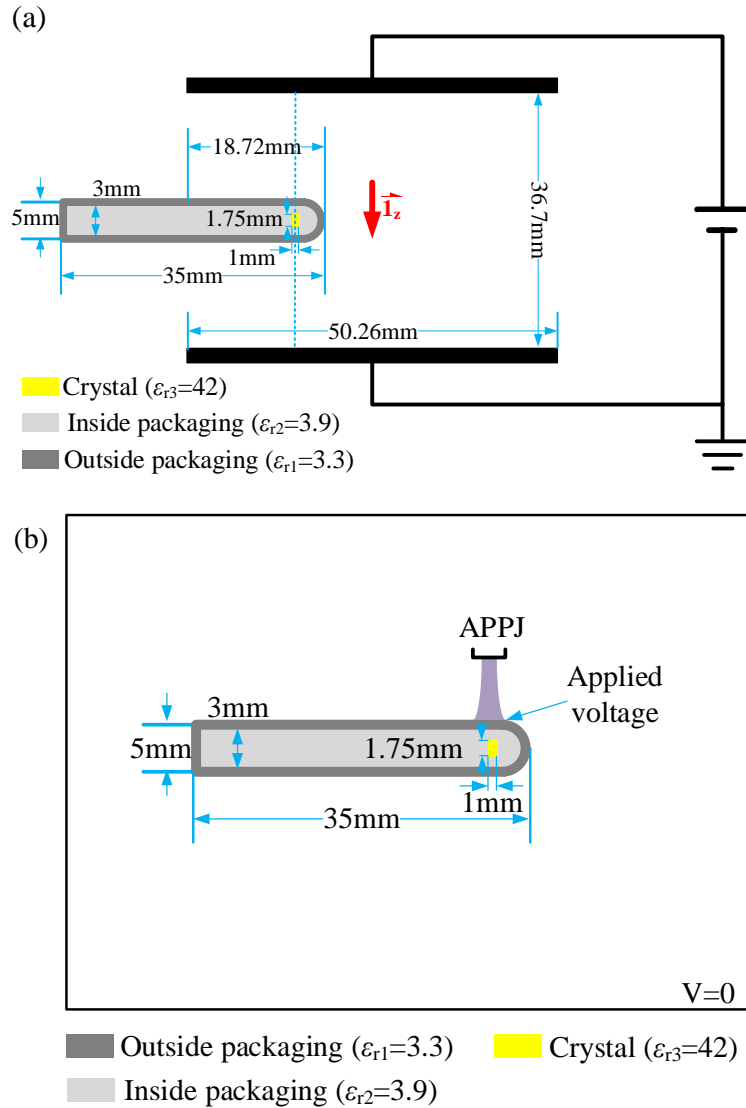 (a)
18.72mm
3mm
5mm
1.75mm
1mm
35mm
1z
36.7mm
50.26mm
Crystal (εr3=42)
Inside packaging (εr2=3.9)
Outside packaging (εr1=3.3)
(b)
APPJ
Applied
voltage
3mm
5mm
1.75mm
1mm
35mm
V=0
Outside packaging (εr1=3.3)
Crystal (εr3=42)
Inside packaging (εr2=3.9)